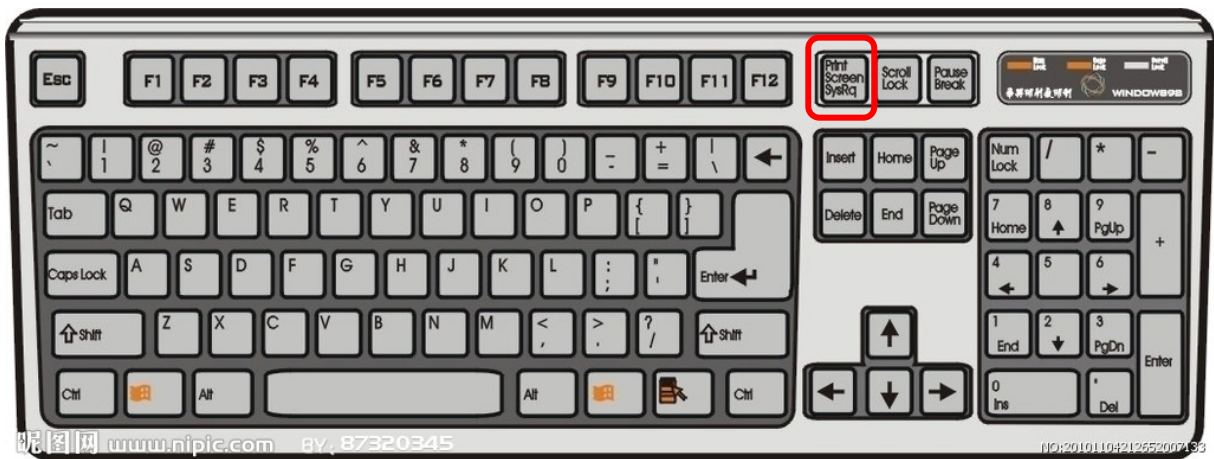 Esc F1 F2 F3 F4 F5 F6 F7 F8 F9 F10 F11 F12 Print Screen SysRq Scroll Lock Pause Break
WINDOW898
~ ` | 1 @ 2 # 3 $ 4 % 5 ^ 6 & 7 * 8 ( 9 ) 0 _ - + = | \ Insert Home Page Up Num Lock / * -
Tab Q W E R T Y U I O P { [ } ] Delete End Page Down 7 Home 8 9 PgUp +
Caps Lock A S D F G H J K L : ; " ' Enter 4 5 6
Shift Z X C V B N M < , > . ? / Shift 1 End 2 3 PgDn Enter
Ctrl Alt Alt Ctrl 0 Ins . Del
昵图网 www.nipic.com BY: 87320345 NO:20101104212652007133